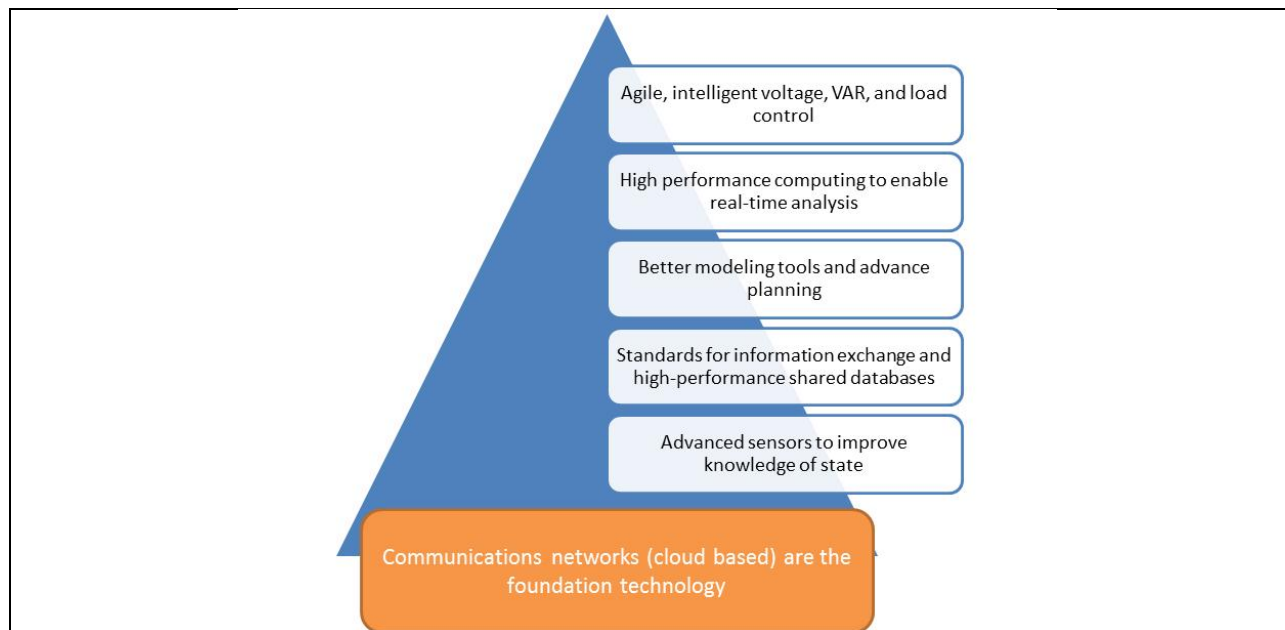 Agile, intelligent voltage, VAR, and load
control
High performance computing to enable
real-time analysis
Better modeling tools and advance
planning
Standards for information exchange and
high-performance shared databases
Advanced sensors to improve
knowledge of state
Communications networks (cloud based) are the
foundation technology